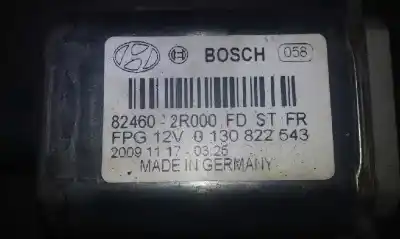 BOSCH 058
82460-2R000 FD ST FR
FPG 12V 0 130 822 543
2009 11 17 - 03:25
MADE IN GERMANY